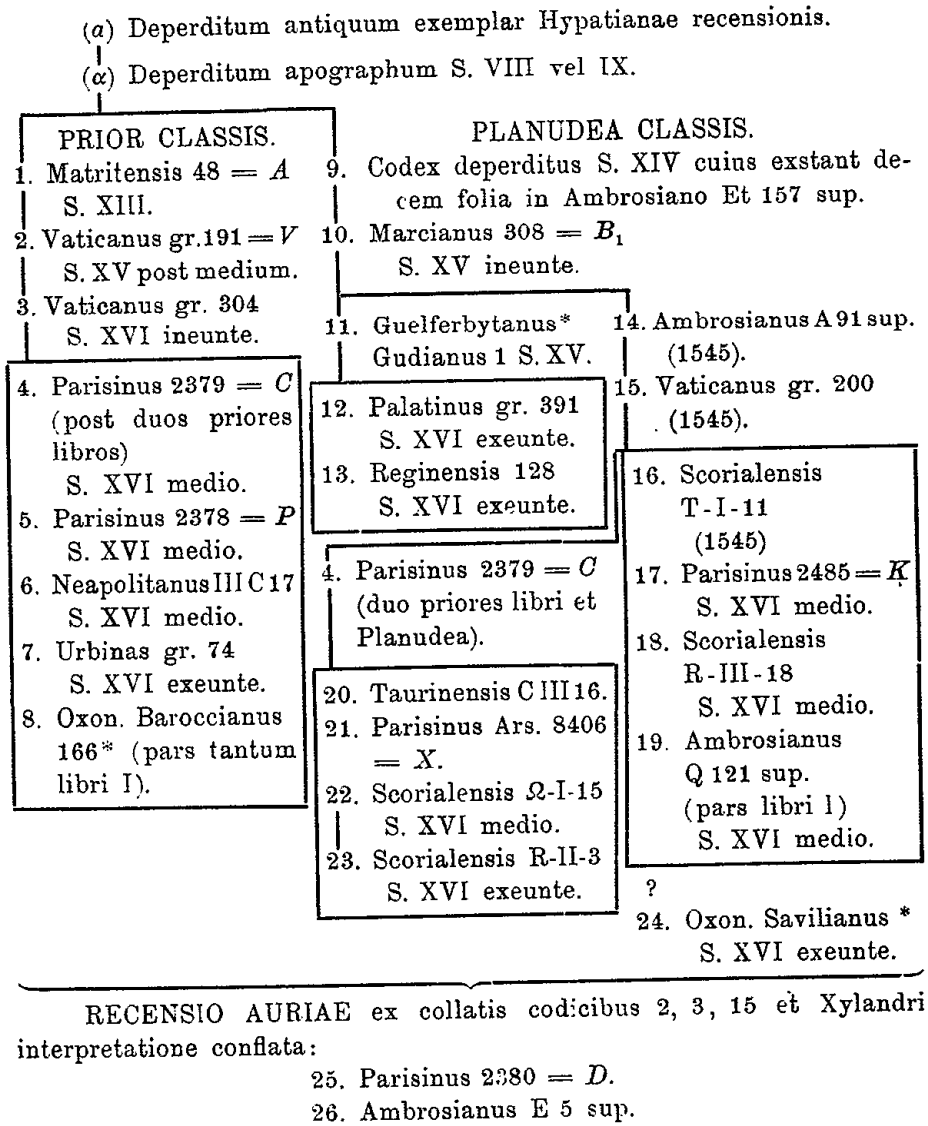 (a) Deperditum antiquum exemplar Hypatianae recensionis.
(α) Deperditum apographum S. VIII vel IX.
PRIOR CLASSIS.
1. Matritensis 48 = A
S. XIII.
2. Vaticanus gr. 191 = V
S. XV post medium.
3. Vaticanus gr. 304
S. XVI ineunte.
4. Parisinus 2379 = C
(post duos priores
libros)
S. XVI medio.
5. Parisinus 2378 = P
S. XVI medio.
6. Neapolitanus III C 17
S. XVI medio.
7. Urbinas gr. 74
S. XVI exeunte.
8. Oxon. Baroccianus
166* (pars tantum
libri I).
PLANUDEA CLASSIS.
9. Codex deperditus S. XIV cuius exstant de-
cem folia in Ambrosiano Et 157 sup.
10. Marcianus 308 = B₁
S. XV ineunte.
11. Guelferbytanus*
Gudianus 1 S. XV.
12. Palatinus gr. 391
S. XVI exeunte.
13. Reginensis 128
S. XVI exeunte.
4. Parisinus 2379 = C
(duo priores libri et
Planudea).
20. Taurinensis C III 16.
21. Parisinus Ars. 8406
= X.
22. Scorialensis Ω-I-15
S. XVI medio.
23. Scorialensis R-II-3
S. XVI exeunte.
14. Ambrosianus A 91 sup.
(1545).
15. Vaticanus gr. 200
(1545).
16. Scorialensis
T-I-11
(1545)
17. Parisinus 2485 = K
S. XVI medio.
18. Scorialensis
R-III-18
S. XVI medio.
19. Ambrosianus
Q 121 sup.
(pars libri I)
S. XVI medio.
?
24. Oxon. Savilianus *
S. XVI exeunte.
RECENSIO AURIAE ex collatis codicibus 2, 3, 15 et Xylandri
interpretatione conflata:
25. Parisinus 2380 = D.
26. Ambrosianus E 5 sup.